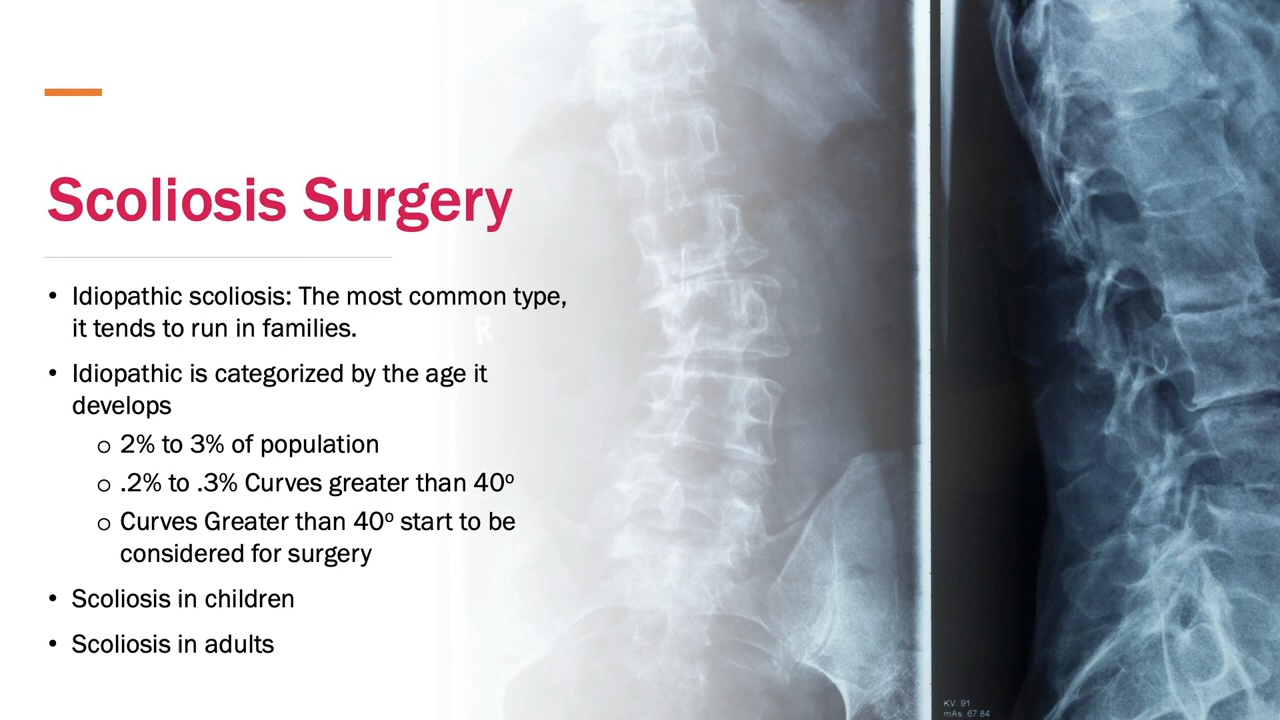 Scoliosis Surgery
• Idiopathic scoliosis: The most common type,
it tends to run in families.
• Idiopathic is categorized by the age it
develops
o 2% to 3% of population
o .2% to .3% Curves greater than 40º
o Curves Greater than 40º start to be
considered for surgery
• Scoliosis in children
• Scoliosis in adults
R
KV 91
mAs 67.84